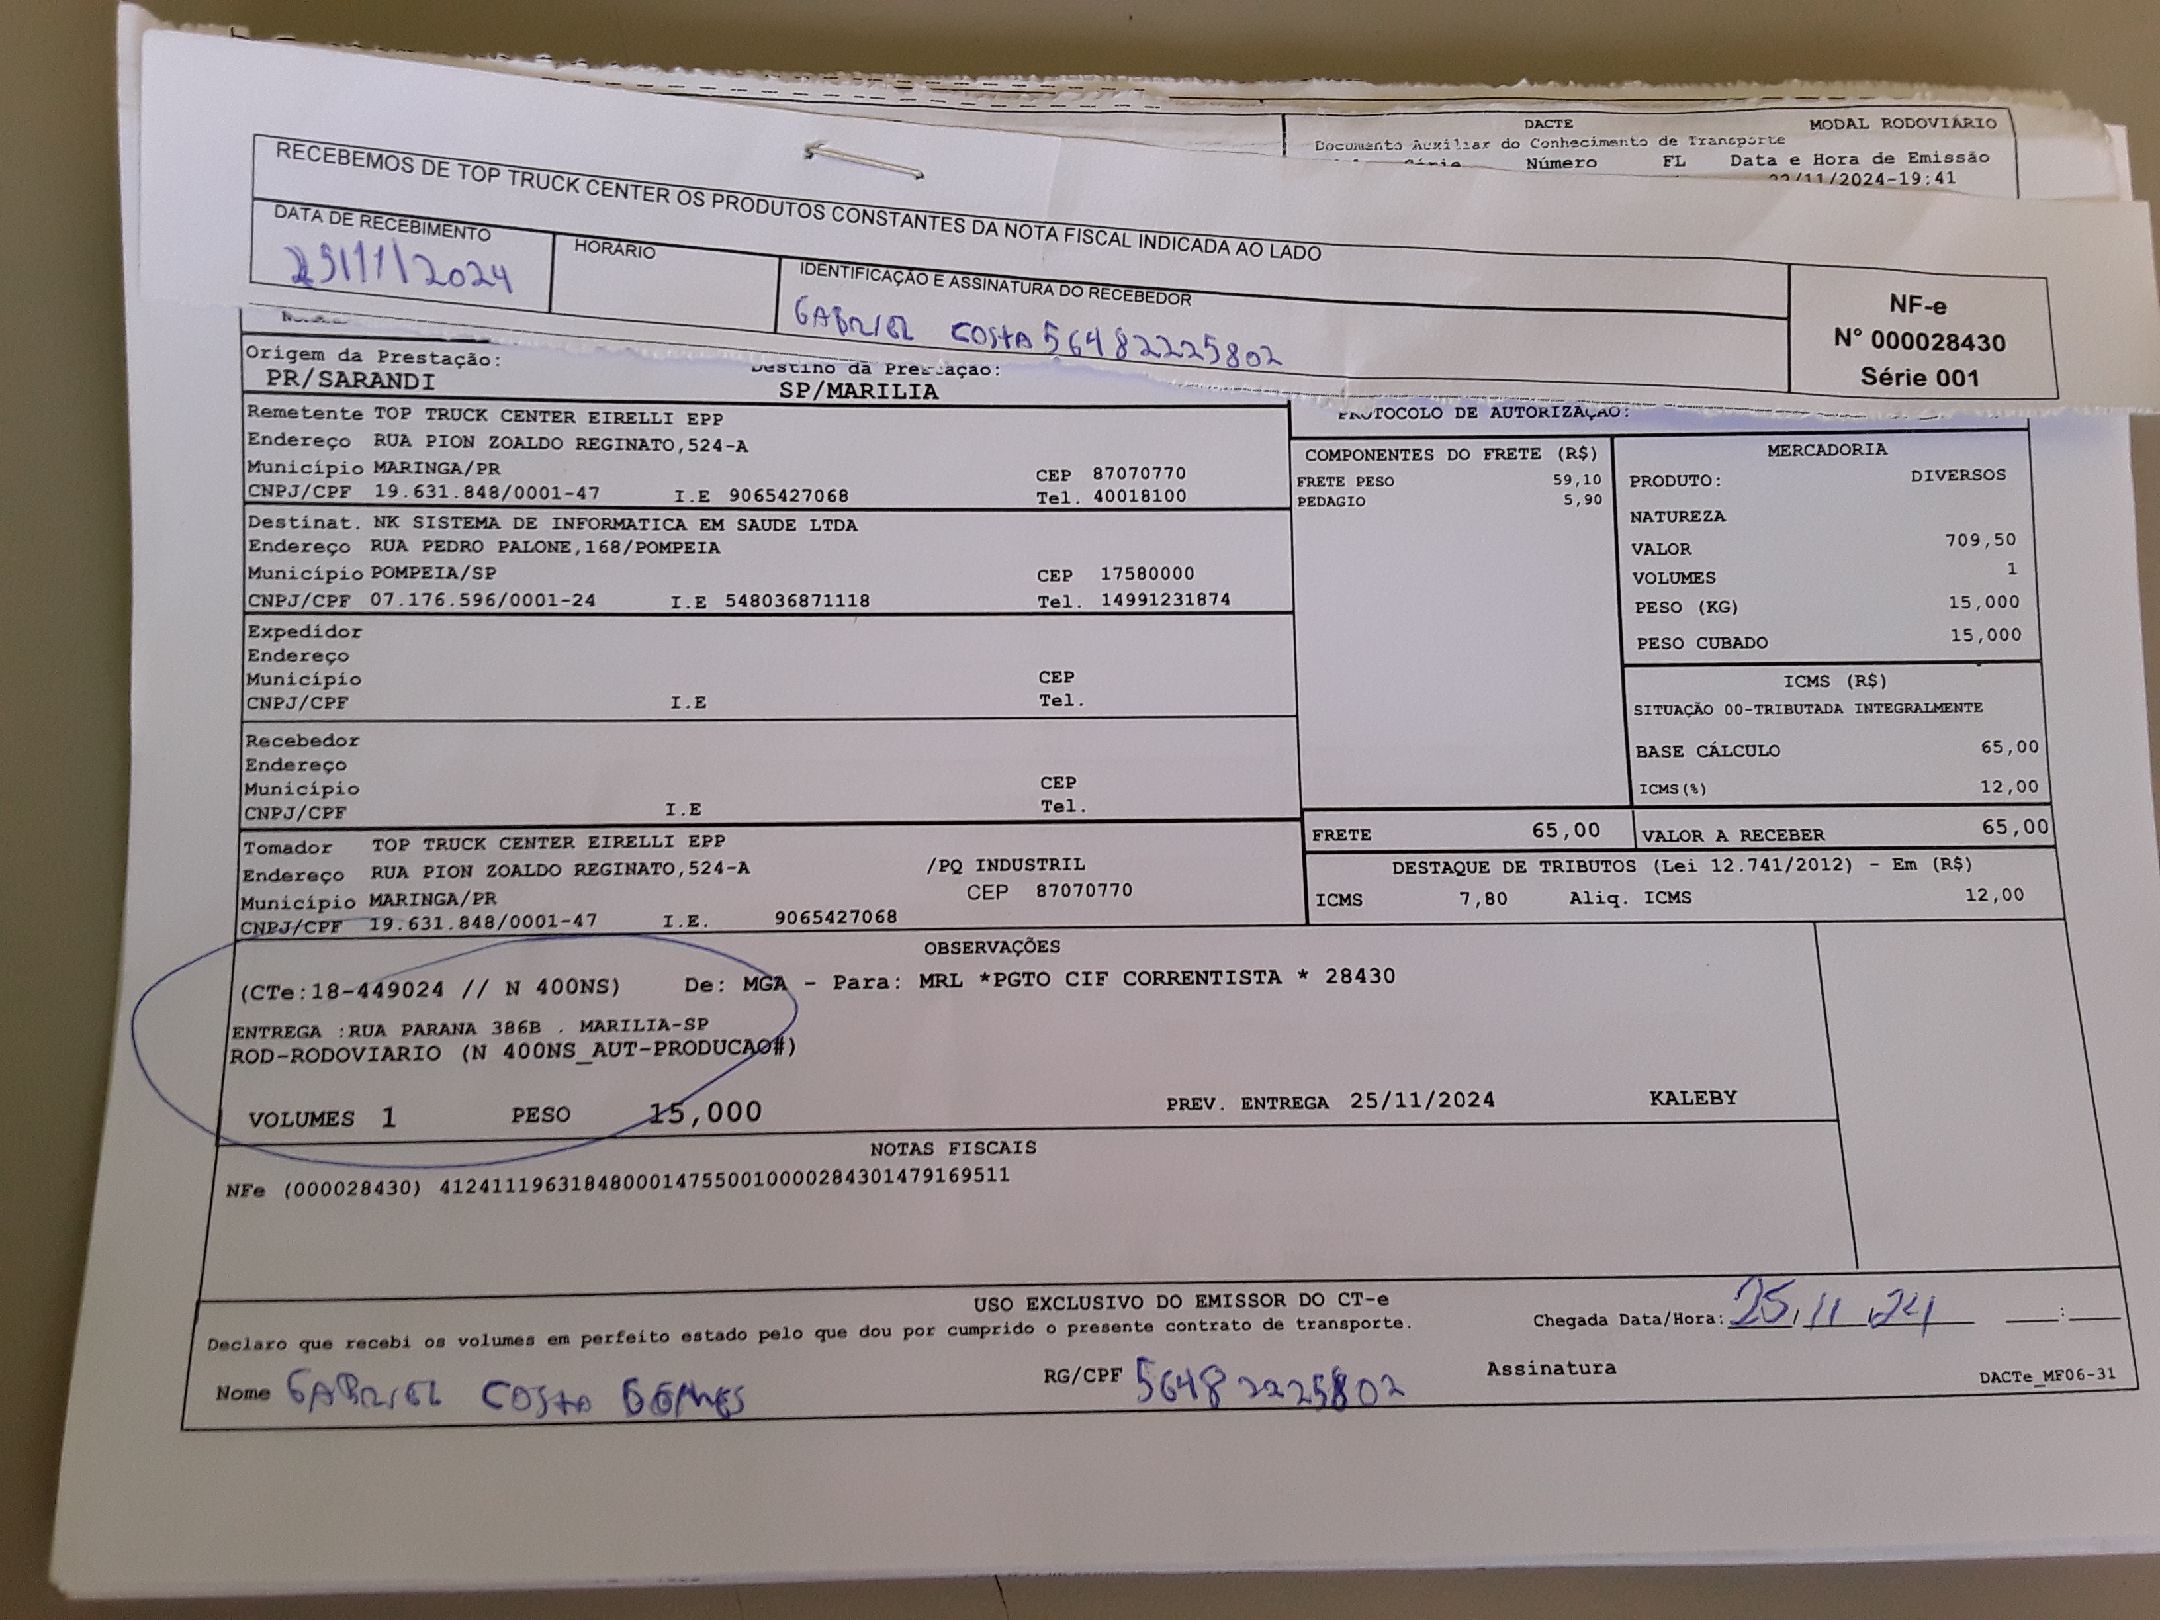 DACTE MODAL RODOVIÁRIO
Documento Auxiliar do Conhecimento de Transporte
Série Número FL Data e Hora de Emissão
22/11/2024-19:41
RECEBEMOS DE TOP TRUCK CENTER OS PRODUTOS CONSTANTES DA NOTA FISCAL INDICADA AO LADO
DATA DE RECEBIMENTO HORÁRIO IDENTIFICAÇÃO E ASSINATURA DO RECEBEDOR
25/11/2024 GABRIEL COSTA 56482225802
NF-e
N° 000028430
Série 001
Origem da Prestação: Destino da Prestação:
PR/SARANDI SP/MARILIA
Remetente TOP TRUCK CENTER EIRELLI EPP
Endereço RUA PION ZOALDO REGINATO,524-A
Município MARINGA/PR CEP 87070770
CNPJ/CPF 19.631.848/0001-47 I.E 9065427068 Tel. 40018100
Destinat. NK SISTEMA DE INFORMATICA EM SAUDE LTDA
Endereço RUA PEDRO PALONE,168/POMPEIA
Município POMPEIA/SP CEP 17580000
CNPJ/CPF 07.176.596/0001-24 I.E 548036871118 Tel. 14991231874
Expedidor
Endereço
Município CEP
CNPJ/CPF I.E Tel.
Recebedor
Endereço
Município CEP
CNPJ/CPF I.E Tel.
Tomador TOP TRUCK CENTER EIRELLI EPP
Endereço RUA PION ZOALDO REGINATO,524-A /PQ INDUSTRIL
Município MARINGA/PR CEP 87070770
CNPJ/CPF 19.631.848/0001-47 I.E. 9065427068
PROTOCOLO DE AUTORIZAÇÃO:
COMPONENTES DO FRETE (R$)
FRETE PESO 59,10
PEDAGIO 5,90
MERCADORIA
PRODUTO: DIVERSOS
NATUREZA
VALOR 709,50
VOLUMES 1
PESO (KG) 15,000
PESO CUBADO 15,000
ICMS (R$)
SITUAÇÃO 00-TRIBUTADA INTEGRALMENTE
BASE CÁLCULO 65,00
ICMS(%) 12,00
FRETE 65,00 VALOR A RECEBER 65,00
DESTAQUE DE TRIBUTOS (Lei 12.741/2012) - Em (R$)
ICMS 7,80 Aliq. ICMS 12,00
OBSERVAÇÕES
(CTe:18-449024 // N 400NS) De: MGA - Para: MRL *PGTO CIF CORRENTISTA * 28430
ENTREGA :RUA PARANA 386B . MARILIA-SP
ROD-RODOVIARIO (N 400NS_AUT-PRODUCAO#)
VOLUMES 1 PESO 15,000 PREV. ENTREGA 25/11/2024 KALEBY
NOTAS FISCAIS
NFe (000028430) 41241119631848000147550010000284301479169511
USO EXCLUSIVO DO EMISSOR DO CT-e
Declaro que recebi os volumes em perfeito estado pelo que dou por cumprido o presente contrato de transporte. Chegada Data/Hora: 25.11.24 :
Nome GABRIEL COSTA GOMES RG/CPF 56482225802 Assinatura
DACTe_MF06-31